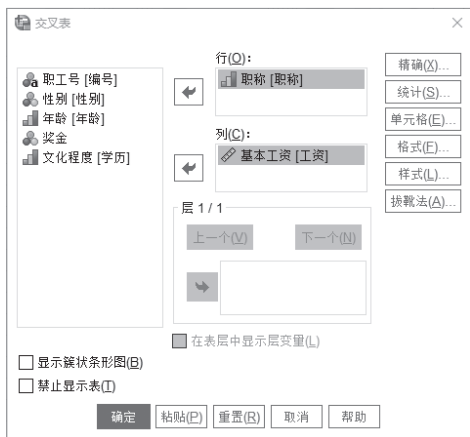 交叉表
行(O)：
职称 [职称]
职工号 [编号]
性别 [性别]
年龄 [年龄]
奖金
文化程度 [学历]
列(C)：
基本工资 [工资]
层 1 / 1
上一个(V)
下一个(N)
在表层中显示层变量(L)
精确(X)...
统计(S)...
单元格(E)...
格式(F)...
样式(L)...
拔靴法(A)...
显示簇状条形图(B)
禁止显示表(T)
确定
粘贴(P)
重置(R)
取消
帮助